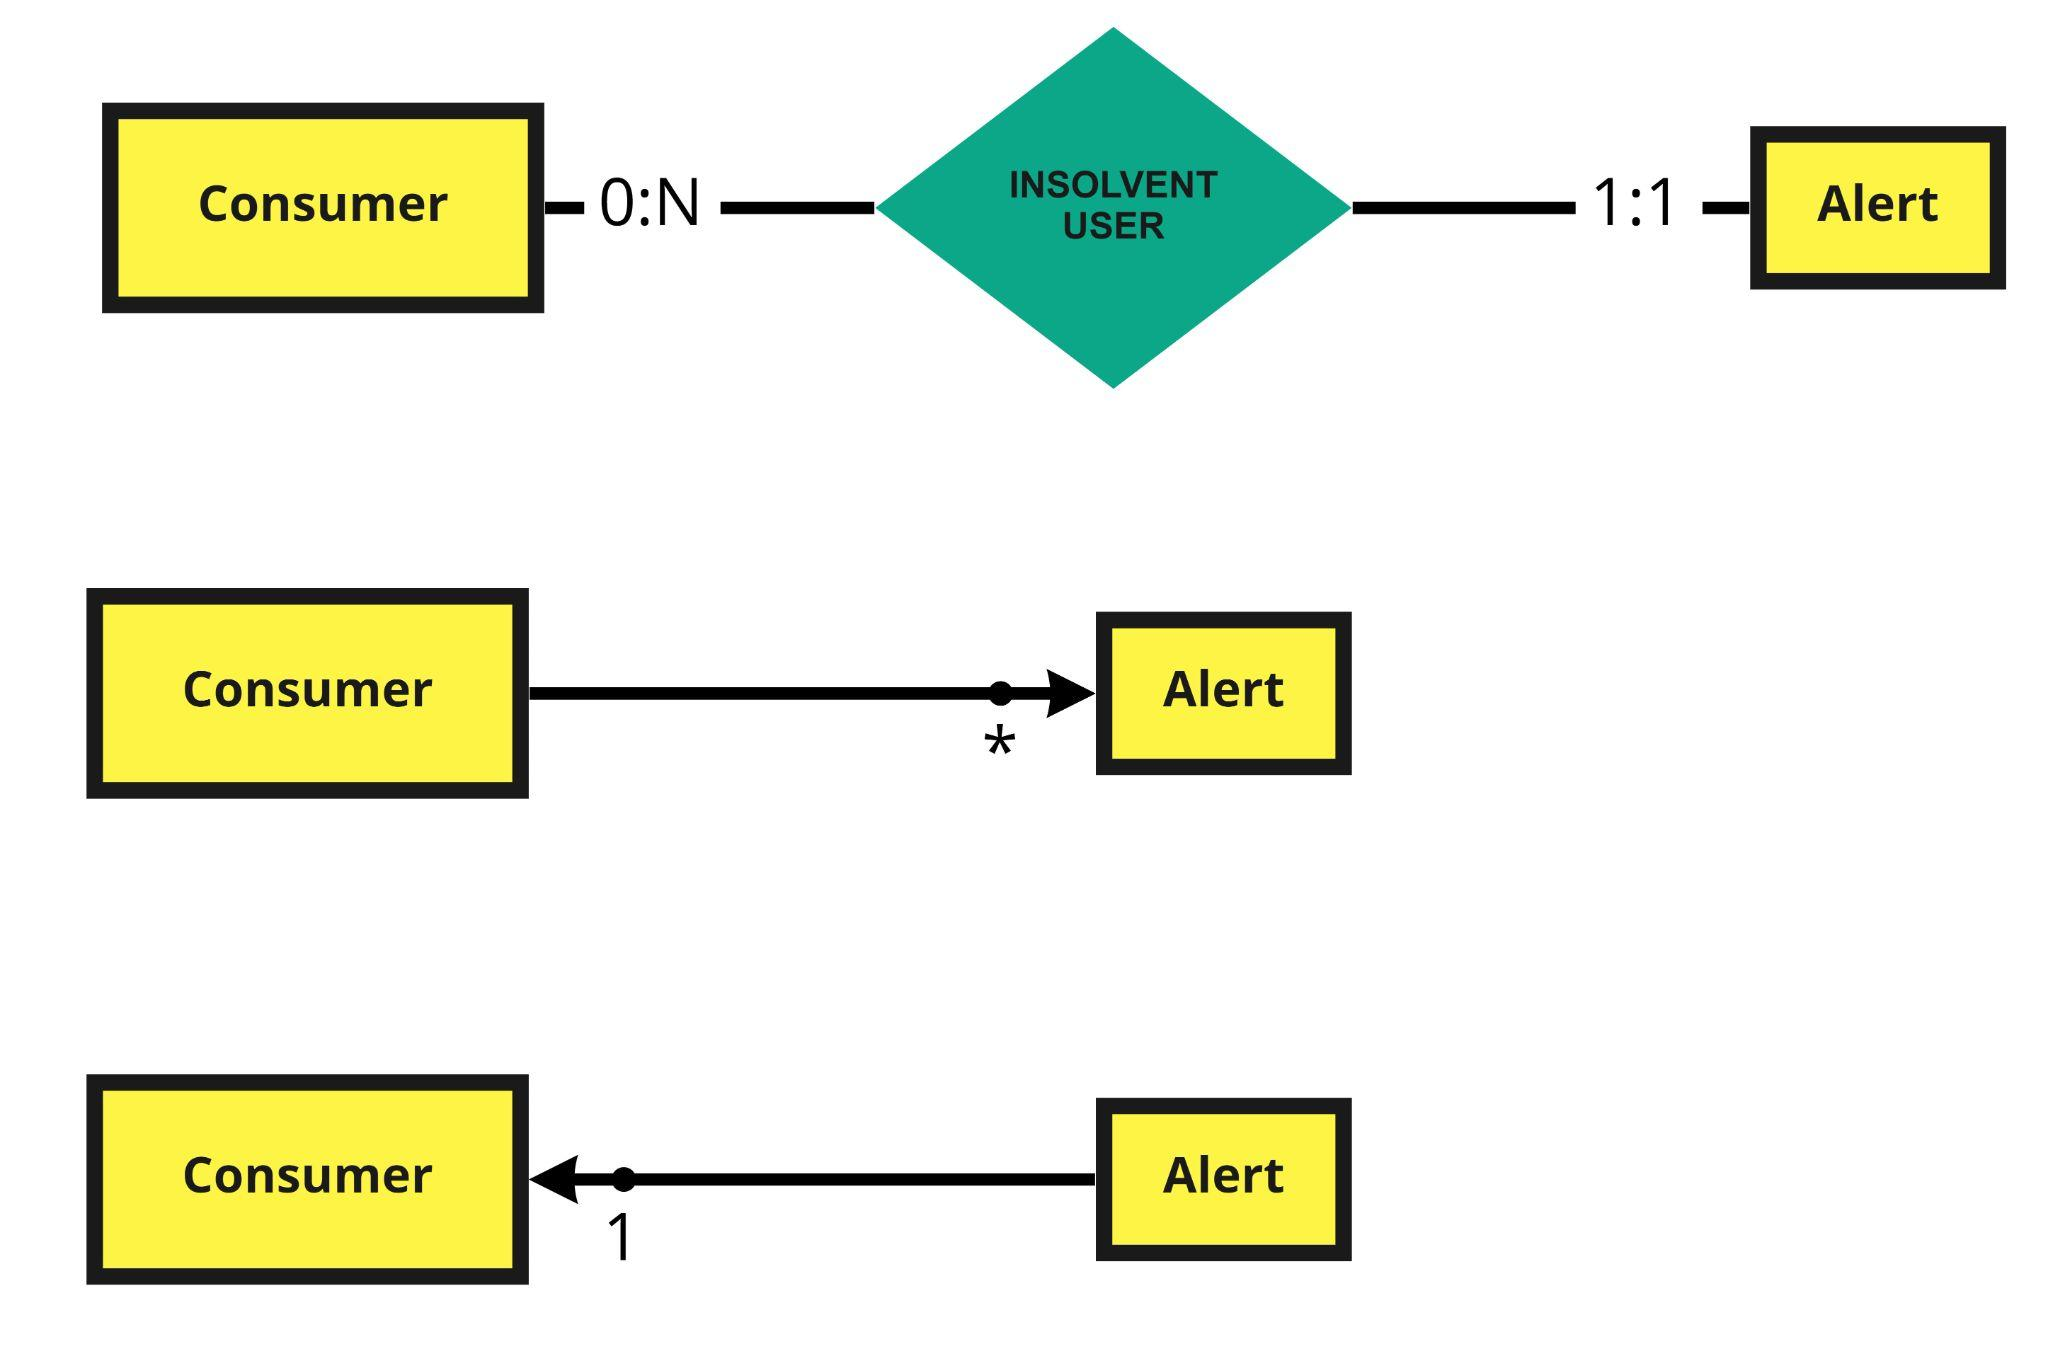 Consumer
0:N
INSOLVENT
USER
1:1
Alert
Consumer
*
Alert
Consumer
1
Alert